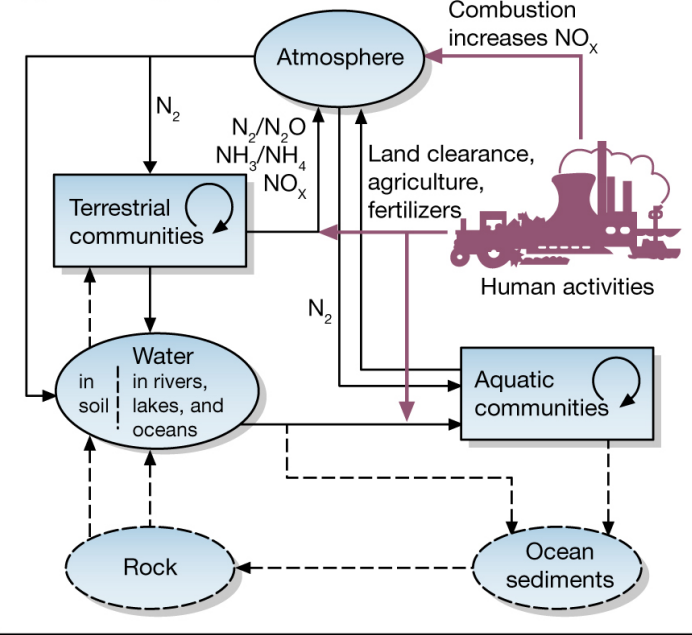 Combustion
increases NOₓ
Atmosphere
N₂
N₂/N₂O
NH₃/NH₄
NOₓ
Land clearance,
agriculture,
fertilizers
Terrestrial
communities
Human activities
N₂
Water
in
soil
in rivers,
lakes, and
oceans
Aquatic
communities
Rock
Ocean
sediments